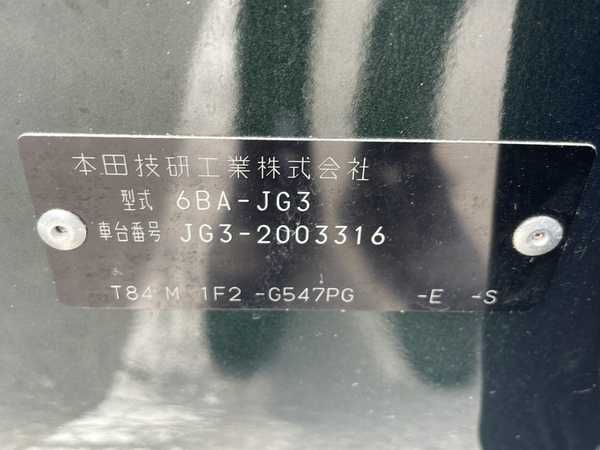 本田技研工業株式会社
型式 6BA-JG3
車台番号 JG3-2003316
T84 M 1F2 -G547PG -E -S